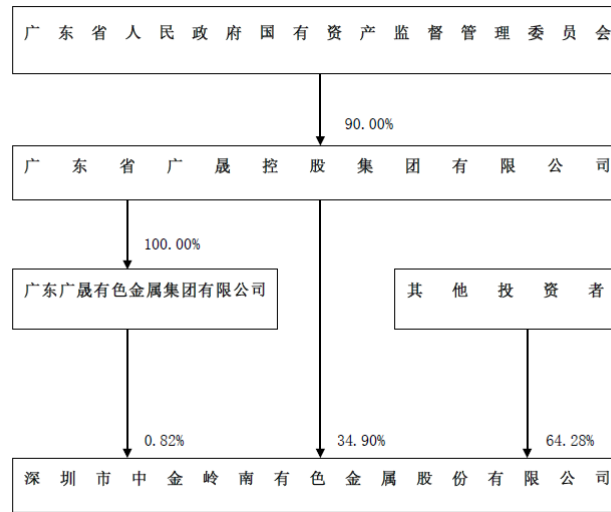 广东省人民政府国有资产监督管理委员会
90.00%
广东省广晟控股集团有限公司
100.00%
广东广晟有色金属集团有限公司
其他投资者
0.82%
34.90%
64.28%
深圳市中金岭南有色金属股份有限公司